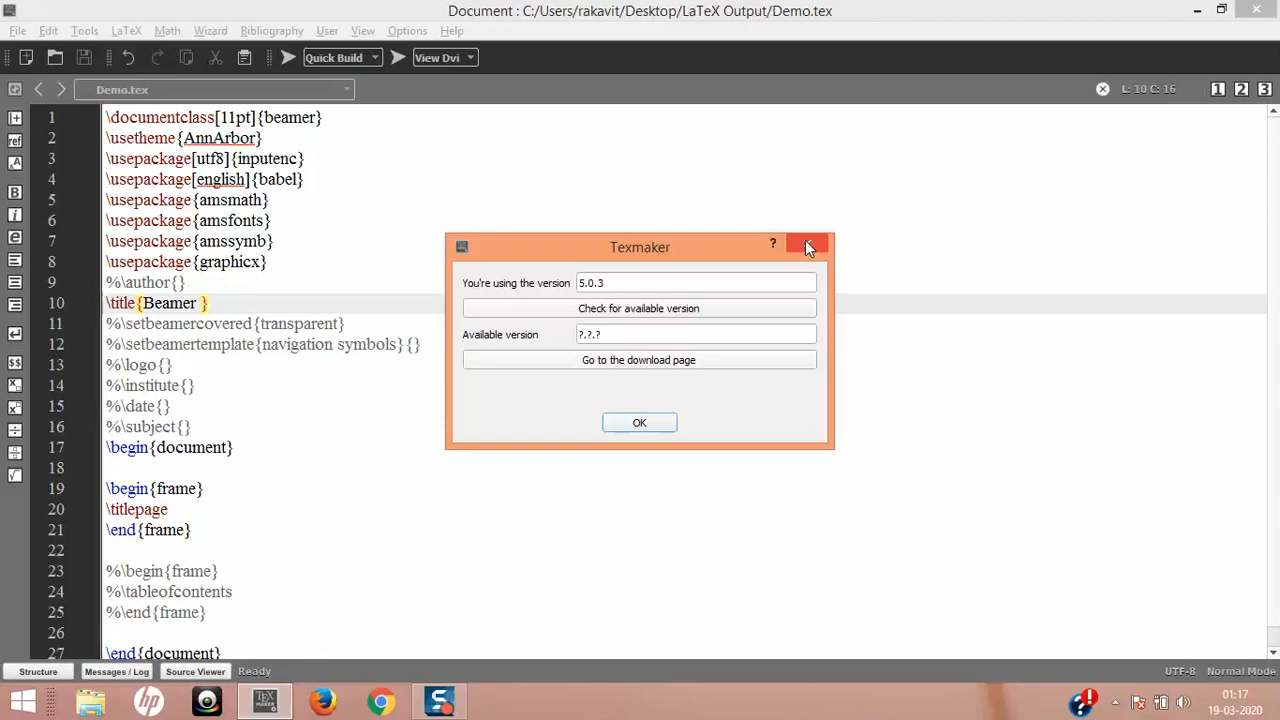 Document : C:/Users/rakavit/Desktop/LaTeX Output/Demo.tex
File Edit Tools LaTeX Math Wizard Bibliography User View Options Help
Quick Build View Dvi
Demo.tex L: 10 C: 16 1 2 3
1 \documentclass[11pt]{beamer}
2 \usetheme{AnnArbor}
3 \usepackage[utf8]{inputenc}
4 \usepackage[english]{babel}
5 \usepackage{amsmath}
6 \usepackage{amsfonts}
7 \usepackage{amssymb}
8 \usepackage{graphicx}
9 %\author{}
10 \title{Beamer }
11 %\setbeamercovered{transparent}
12 %\setbeamertemplate{navigation symbols}{}
13 %\logo{}
14 %\institute{}
15 %\date{}
16 %\subject{}
17 \begin{document}
18
19 \begin{frame}
20 \titlepage
21 \end{frame}
22
23 %\begin{frame}
24 %\tableofcontents
25 %\end{frame}
26
27 \end{document}
Texmaker ?
You're using the version 5.0.3
Check for available version
Available version ?.?.?
Go to the download page
OK
Structure Messages / Log Source Viewer Ready UTF-8 Normal Mode
hp TEX MAKER S 01:17
19-03-2020